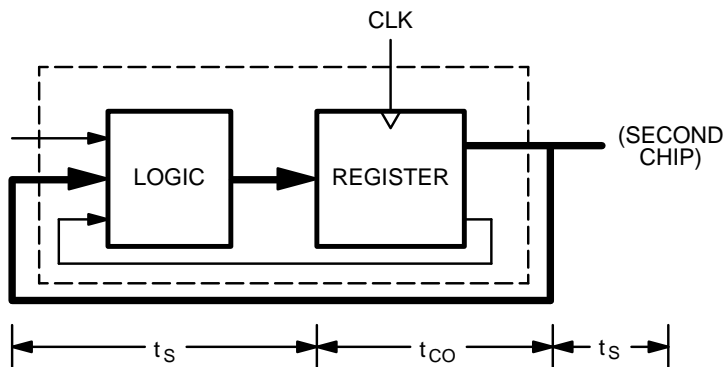 CLK
(SECOND
CHIP)
LOGIC
REGISTER
tS
tCO
tS